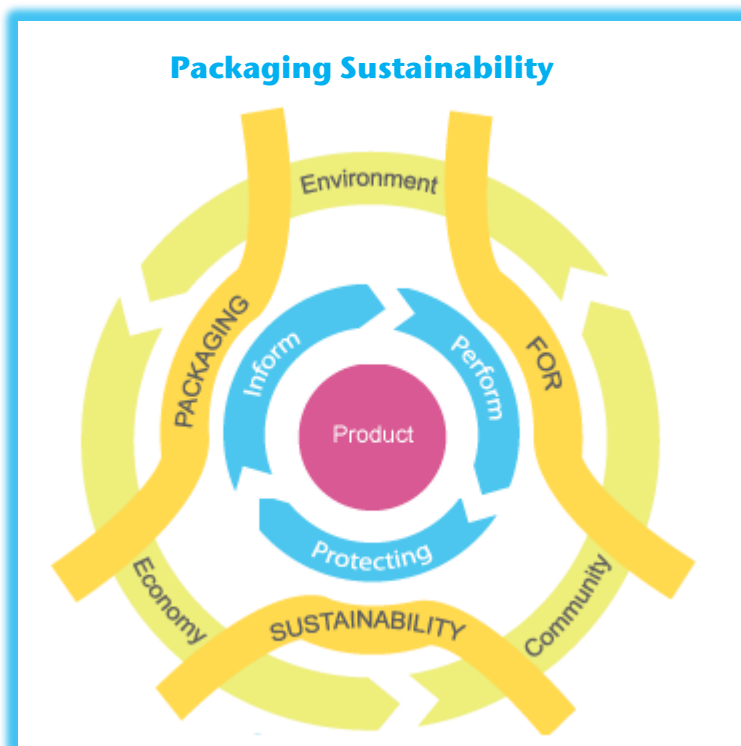 Packaging Sustainability
Environment
PACKAGING
FOR
Inform
Perform
Product
Protecting
Economy
SUSTAINABILITY
Community